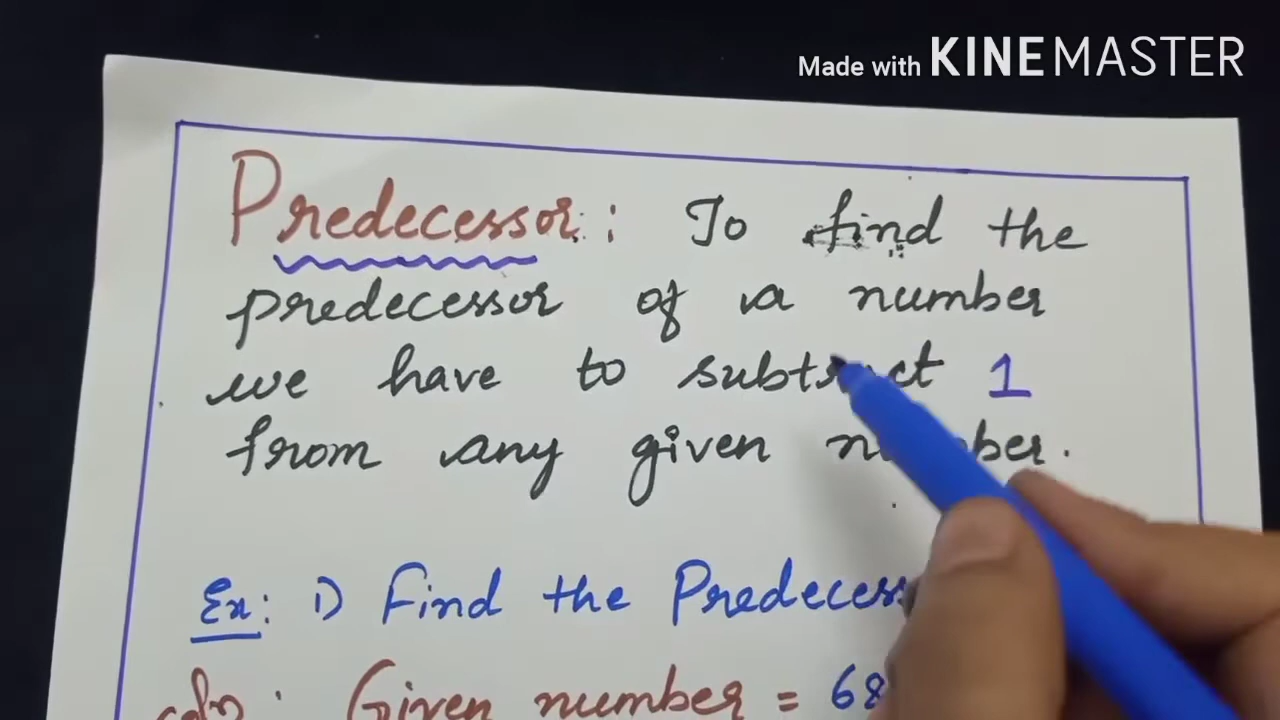 Made with KINEMASTER
Predecessor: To find the
predecessor of a number
we have to subtract 1
from any given number.
Ex: 1) Find the
Given number = 68